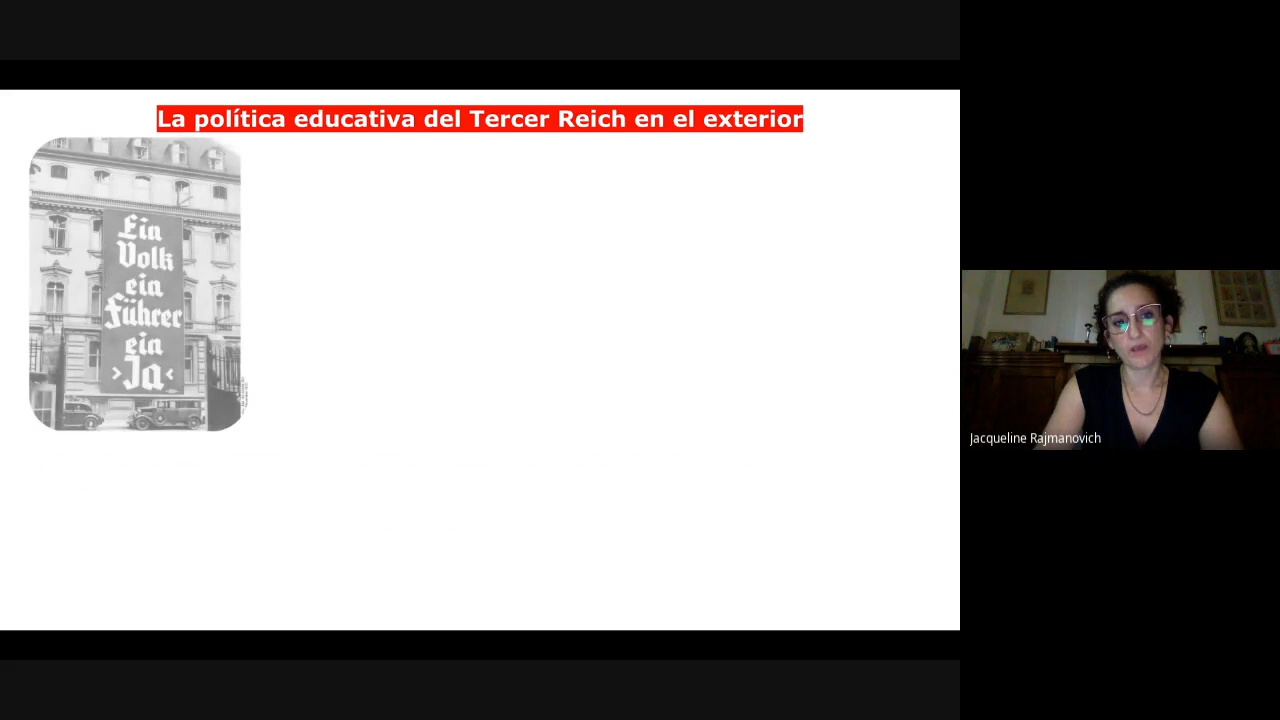 La política educativa del Tercer Reich en el exterior
Ein
Volk
ein
Führer
ein
>Ja<
Jacqueline Rajmanovich